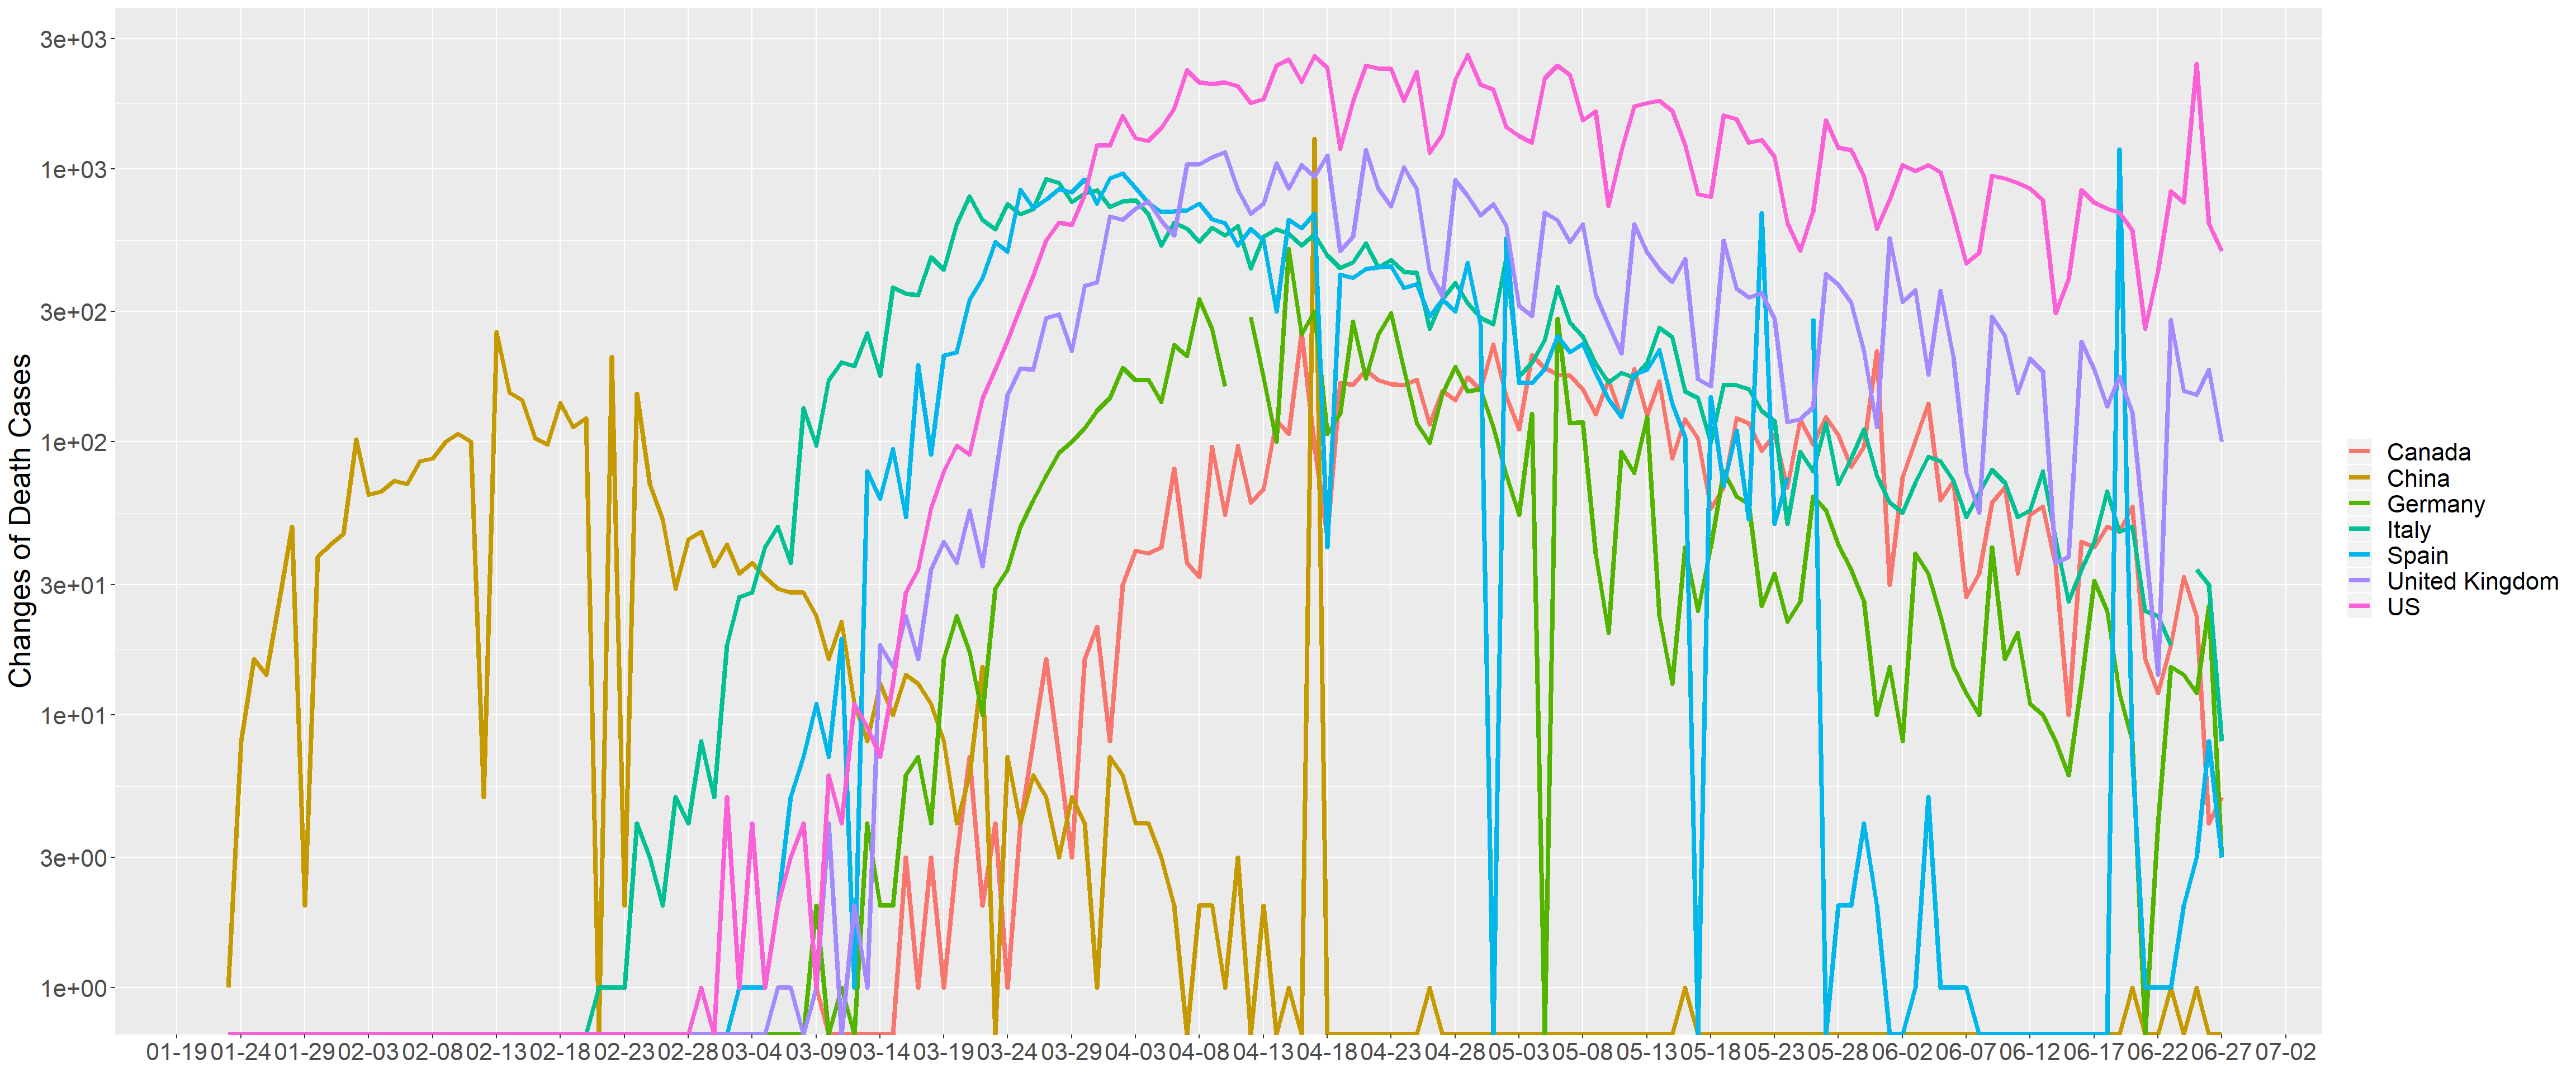 Changes of Death Cases
3e+03
1e+03
3e+02
1e+02
3e+01
1e+01
3e+00
1e+00
01-19 01-24 01-29 02-03 02-08 02-13 02-18 02-23 02-28 03-04 03-09 03-14 03-19 03-24 03-29 04-03 04-08 04-13 04-18 04-23 04-28 05-03 05-08 05-13 05-18 05-23 05-28 06-02 06-07 06-12 06-17 06-22 06-27 07-02
Canada
China
Germany
Italy
Spain
United Kingdom
US